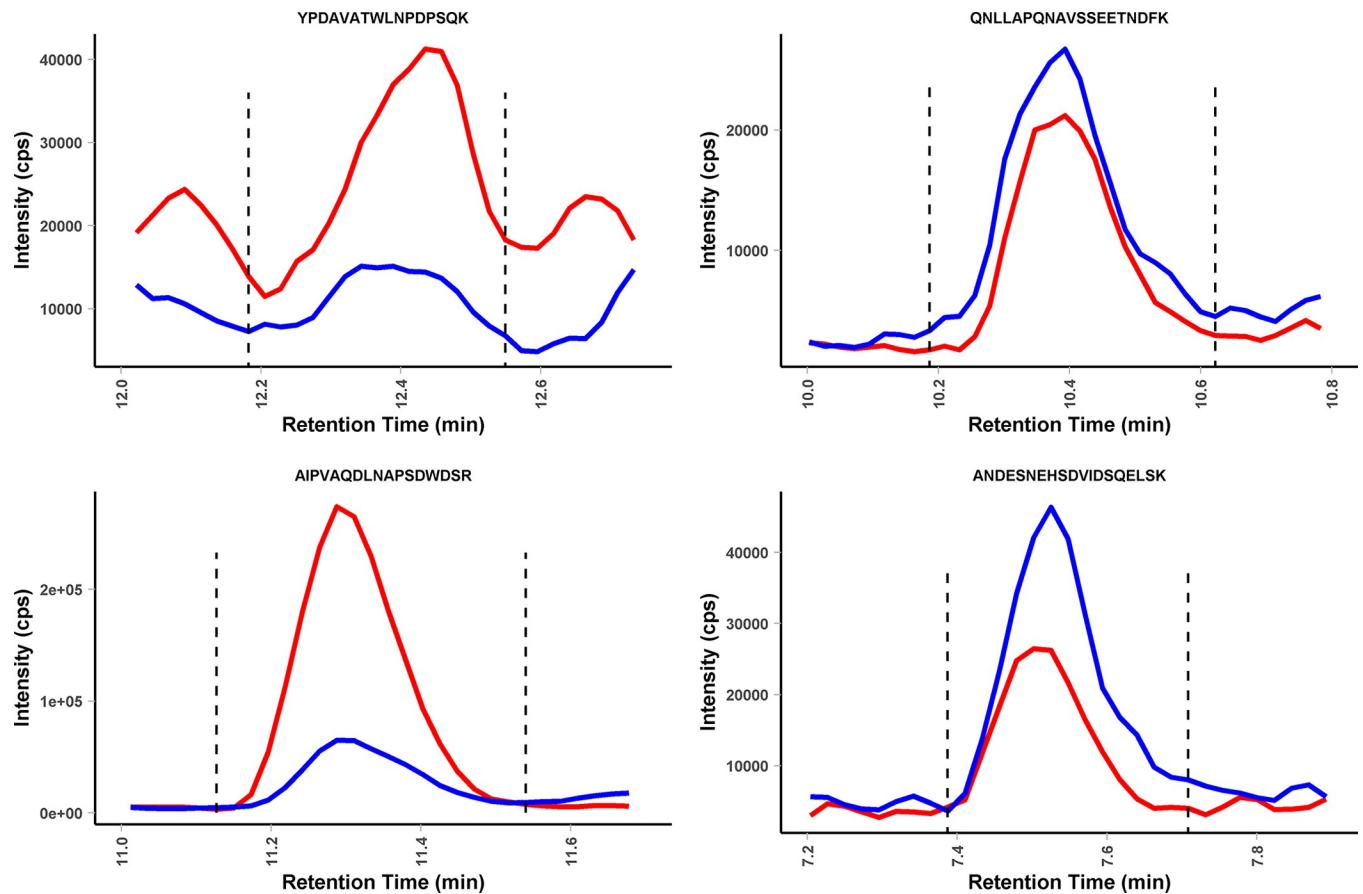 YPDAVATWLNPDPSQK
Intensity (cps)
40000
30000
20000
10000
12.0
12.2
12.4
12.6
Retention Time (min)
QNLLAPQNAVSSEETNDFK
Intensity (cps)
20000
10000
10.0
10.2
10.4
10.6
10.8
Retention Time (min)
AIPVAQDLNAPSDWDSR
Intensity (cps)
2e+05
1e+05
0e+00
11.0
11.2
11.4
11.6
Retention Time (min)
ANDESNEHSDVIDSQELSK
Intensity (cps)
40000
30000
20000
10000
7.2
7.4
7.6
7.8
Retention Time (min)